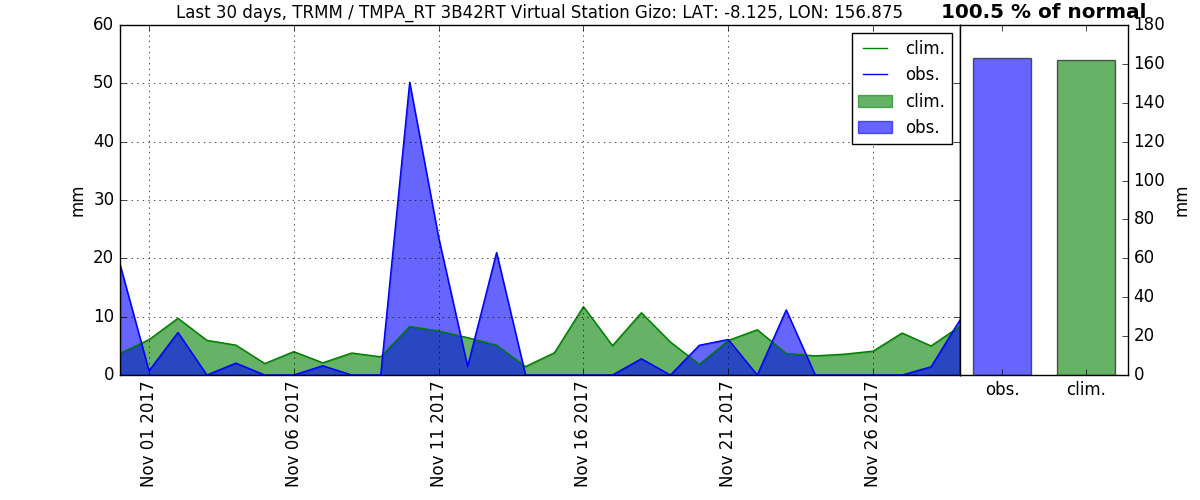 Last 30 days, TRMM / TMPA_RT 3B42RT Virtual Station Gizo: LAT: -8.125, LON: 156.875
100.5 % of normal
60
50
40
30
20
10
0
mm
clim.
obs.
clim.
obs.
Nov 01 2017
Nov 06 2017
Nov 11 2017
Nov 16 2017
Nov 21 2017
Nov 26 2017
180
160
140
120
100
80
60
40
20
0
mm
obs.
clim.